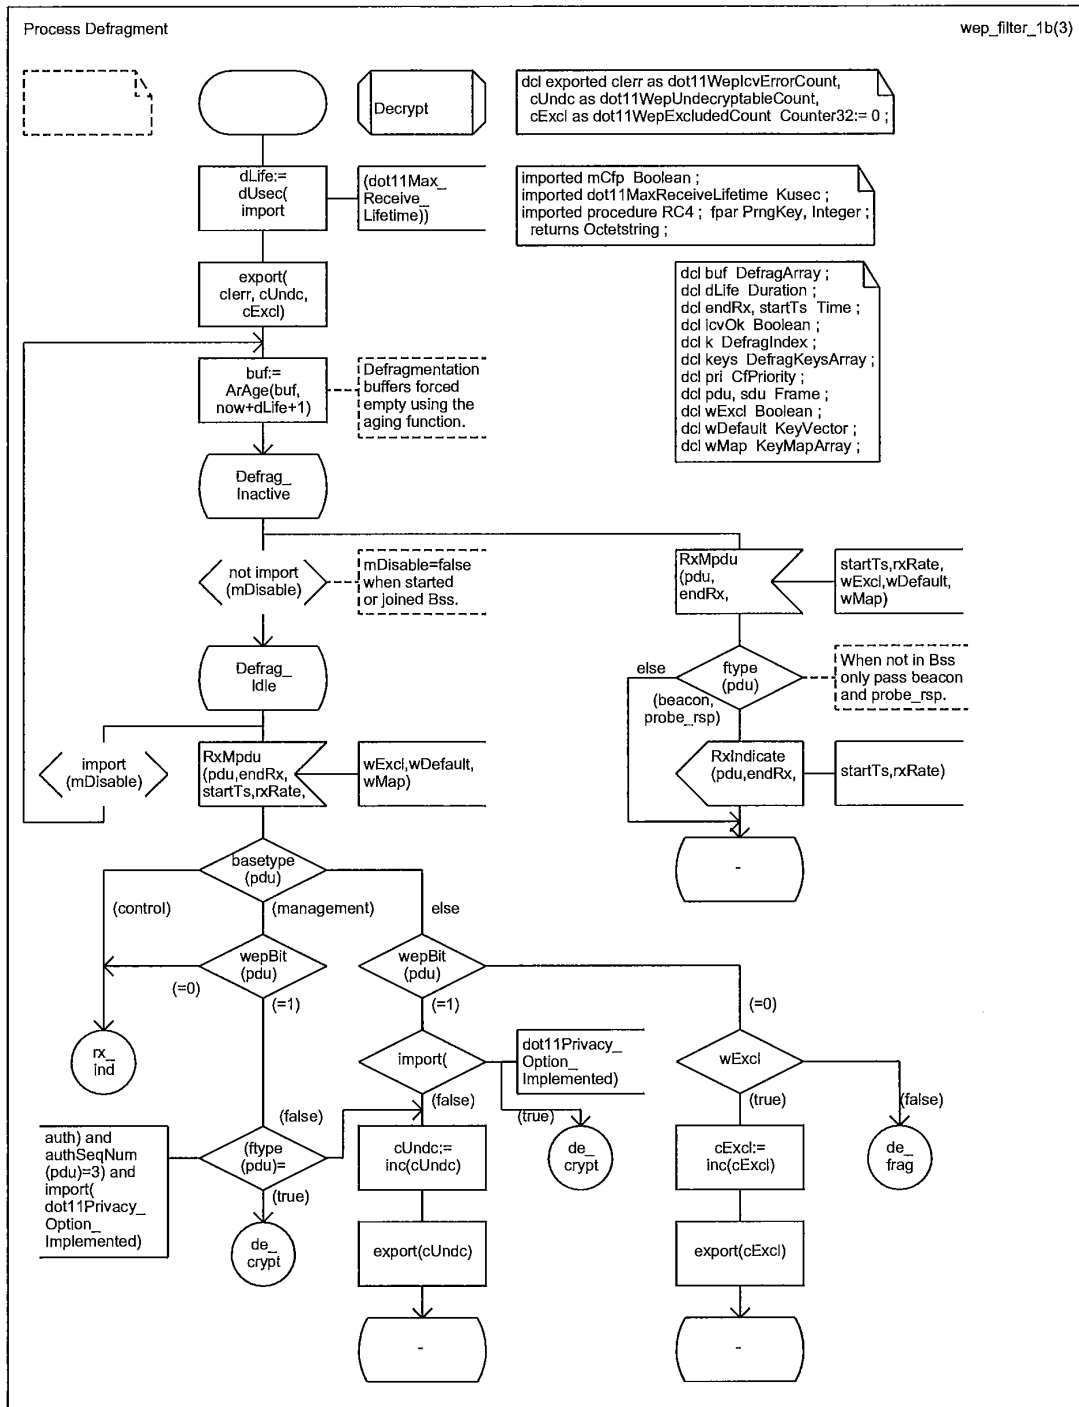 Process Defragment
wep_filter_1b(3)
Decrypt
dcl exported cIerr as dot11WepIcvErrorCount,
cUndc as dot11WepUndecryptableCount,
cExcl as dot11WepExcludedCount Counter32:= 0 ;
dLife:=
dUsec(
import
(dot11Max_
Receive_
Lifetime))
imported mCfp Boolean ;
imported dot11MaxReceiveLifetime Kusec ;
imported procedure RC4 ; fpar PrngKey, Integer ;
returns Octetstring ;
export(
cIerr, cUndc,
cExcl)
dcl buf DefragArray ;
dcl dLife Duration ;
dcl endRx, startTs Time ;
dcl icvOk Boolean ;
dcl k DefragIndex ;
dcl keys DefragKeysArray ;
dcl pri CfPriority ;
dcl pdu, sdu Frame ;
dcl wExcl Boolean ;
dcl wDefault KeyVector ;
dcl wMap KeyMapArray ;
buf:=
ArAge(buf,
now+dLife+1)
Defragmentation
buffers forced
empty using the
aging function.
Defrag_
Inactive
not import
(mDisable)
mDisable=false
when started
or joined Bss.
RxMpdu
(pdu,
endRx,
startTs,rxRate,
wExcl,wDefault,
wMap)
Defrag_
Idle
else
ftype
(pdu)
When not in Bss
only pass beacon
and probe_rsp.
(beacon,
probe_rsp)
import
(mDisable)
RxMpdu
(pdu,endRx,
startTs,rxRate,
wExcl,wDefault,
wMap)
RxIndicate
(pdu,endRx,
startTs,rxRate)
-
basetype
(pdu)
(control)
(management)
else
wepBit
(pdu)
wepBit
(pdu)
(=0)
(=1)
(=1)
(=0)
rx_
ind
import(
dot11Privacy_
Option_
Implemented)
wExcl
(false)
(false)
(true)
(true)
(false)
auth) and
authSeqNum
(pdu)=3) and
import(
dot11Privacy_
Option_
Implemented)
(ftype
(pdu)=
cUndc:=
inc(cUndc)
de_
crypt
cExcl:=
inc(cExcl)
de_
frag
(true)
de_
crypt
export(cUndc)
export(cExcl)
-
-